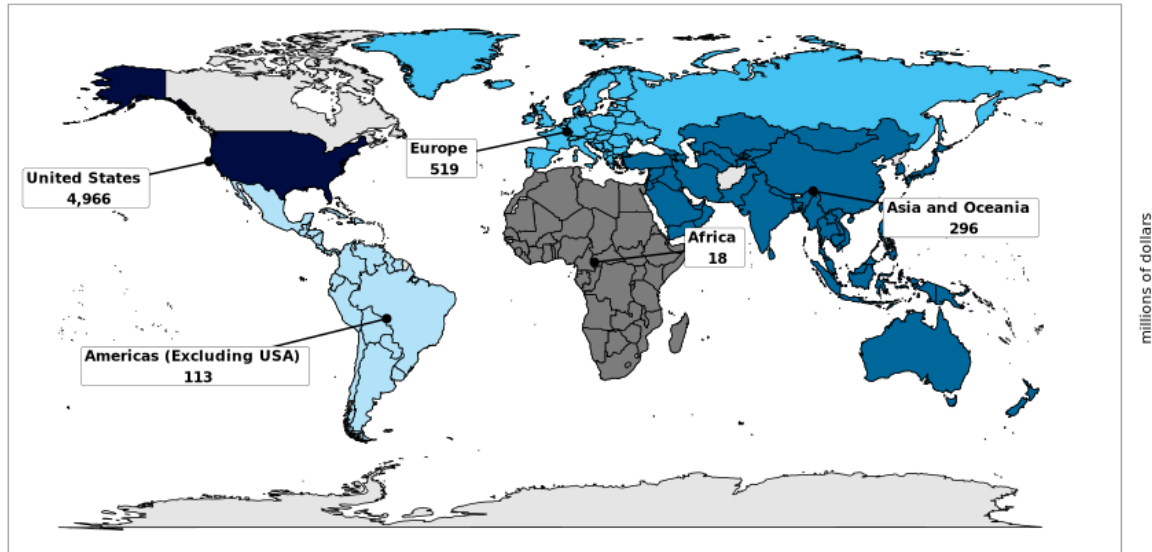 United States
4,966
Europe
519
Asia and Oceania
296
Africa
18
Americas (Excluding USA)
113
millions of dollars